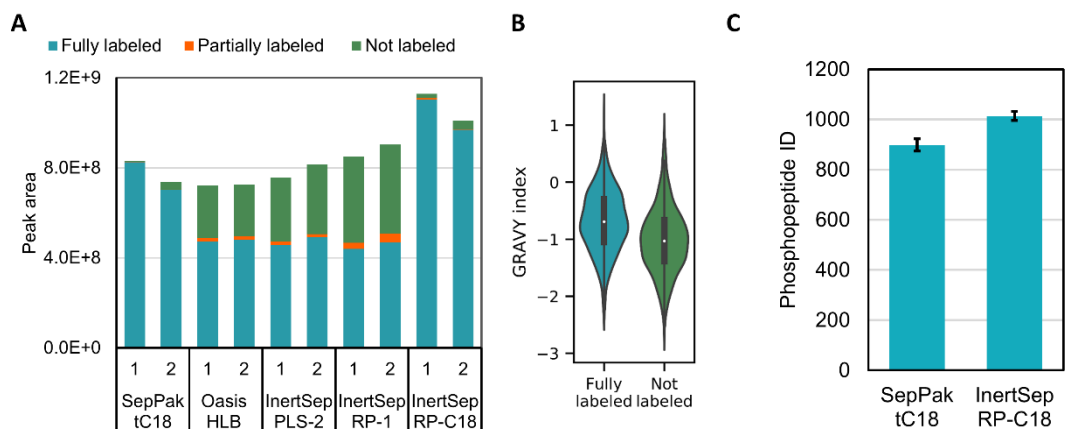 A
Fully labeled
Partially labeled
Not labeled
Peak area
1.2E+9
8.0E+8
4.0E+8
0.0E+0
1 2 1 2 1 2 1 2 1 2
SepPak Oasis InertSep InertSep InertSep
tC18 HLB PLS-2 RP-1 RP-C18
B
GRAVY index
1
0
−1
−2
−3
Fully Not
labeled labeled
C
Phosphopeptide ID
1200
1000
800
600
400
200
0
SepPak InertSep
tC18 RP-C18